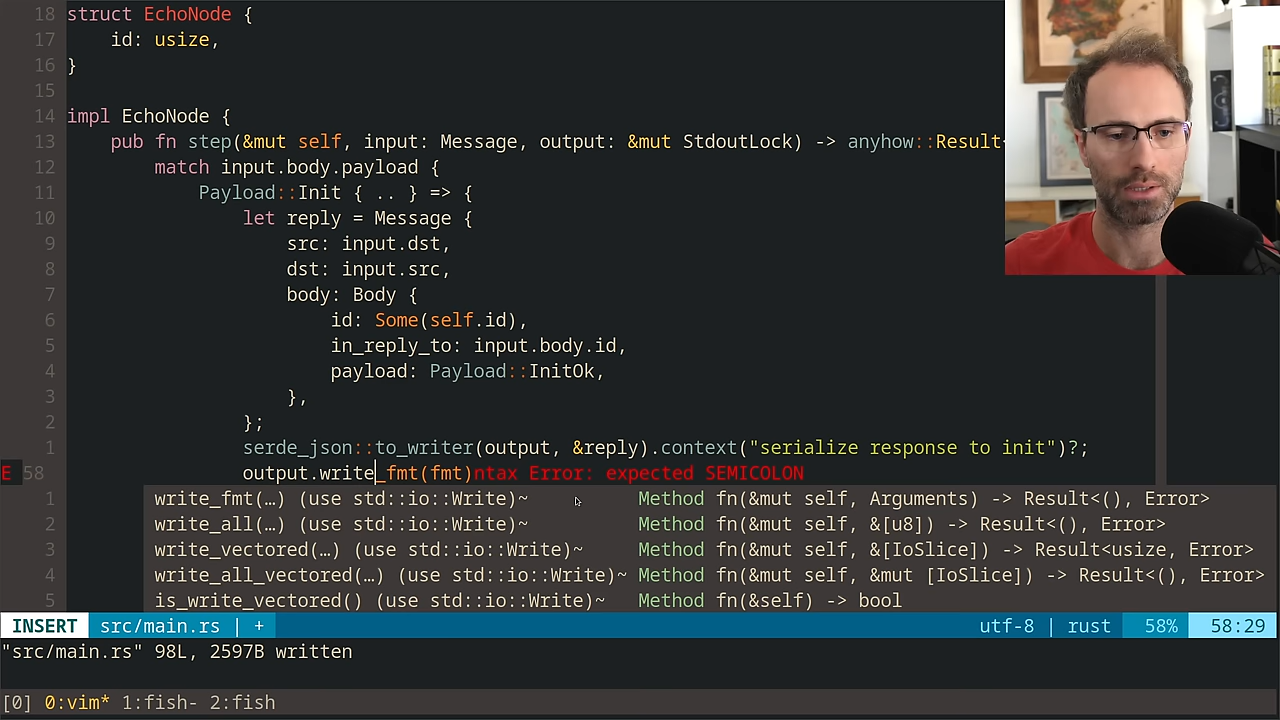 18 struct EchoNode {
17 id: usize,
16 }
15
14 impl EchoNode {
13 pub fn step(&mut self, input: Message, output: &mut StdoutLock) -> anyhow::Result<
12 match input.body.payload {
11 Payload::Init { .. } => {
10 let reply = Message {
9 src: input.dst,
8 dst: input.src,
7 body: Body {
6 id: Some(self.id),
5 in_reply_to: input.body.id,
4 payload: Payload::InitOk,
3 },
2 };
1 serde_json::to_writer(output, &reply).context("serialize response to init")?;
E 58 output.write_fmt(fmt)ntax Error: expected SEMICOLON
1 write_fmt(…) (use std::io::Write)~ Method fn(&mut self, Arguments) -> Result<(), Error>
2 write_all(…) (use std::io::Write)~ Method fn(&mut self, &[u8]) -> Result<(), Error>
3 write_vectored(…) (use std::io::Write)~ Method fn(&mut self, &[IoSlice]) -> Result<usize, Error>
4 write_all_vectored(…) (use std::io::Write)~ Method fn(&mut self, &mut [IoSlice]) -> Result<(), Error>
5 is_write_vectored() (use std::io::Write)~ Method fn(&self) -> bool
INSERT src/main.rs | + utf-8 | rust 58% 58:29
"src/main.rs" 98L, 2597B written
[0] 0:vim* 1:fish- 2:fish